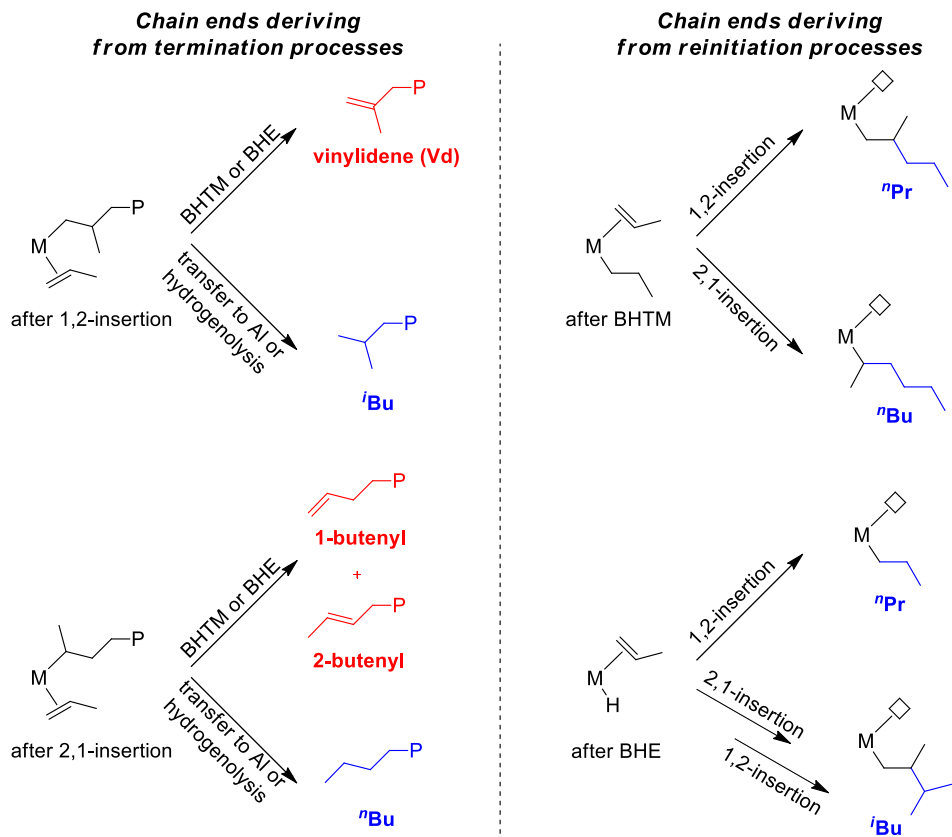 Chain ends deriving
from termination processes
BHTM or BHE
P
vinylidene (Vd)
P
M
after 1,2-insertion
transfer to Al or
hydrogenolysis
P
iBu
BHTM or BHE
P
1-butenyl
+
P
2-butenyl
P
M
after 2,1-insertion
transfer to Al or
hydrogenolysis
P
nBu
Chain ends deriving
from reinitiation processes
1,2-insertion
M
nPr
M
after BHTM
2,1-insertion
M
nBu
1,2-insertion
M
nPr
M
H
after BHE
2,1-insertion
1,2-insertion
M
iBu